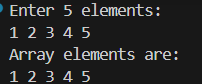 Enter 5 elements:
1 2 3 4 5
Array elements are:
1 2 3 4 5